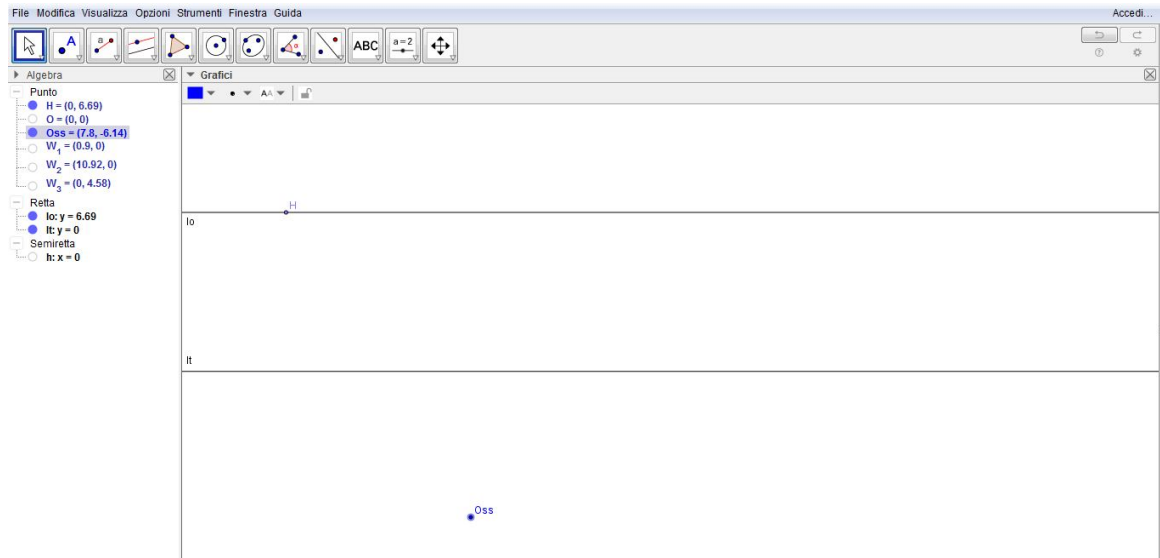 File Modifica Visualizza Opzioni Strumenti Finestra Guida Accedi...
A a α ABC a=2
Algebra
Grafici
Punto
AA
H = (0, 6.69)
O = (0, 0)
Oss = (7.8, -6.14)
W₁ = (0.9, 0)
W₂ = (10.92, 0)
W₃ = (0, 4.58)
Retta
lo: y = 6.69
lt: y = 0
Semiretta
h: x = 0
H
lo
lt
Oss